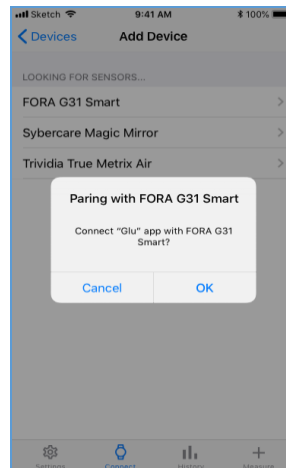 Sketch 9:41 AM 100%
Devices Add Device
LOOKING FOR SENSORS...
FORA G31 Smart
Sybercare Magic Mirror
Trividia True Metrix Air
Paring with FORA G31 Smart
Connect "Glu" app with FORA G31
Smart?
Cancel OK
Settings Connect History Measure